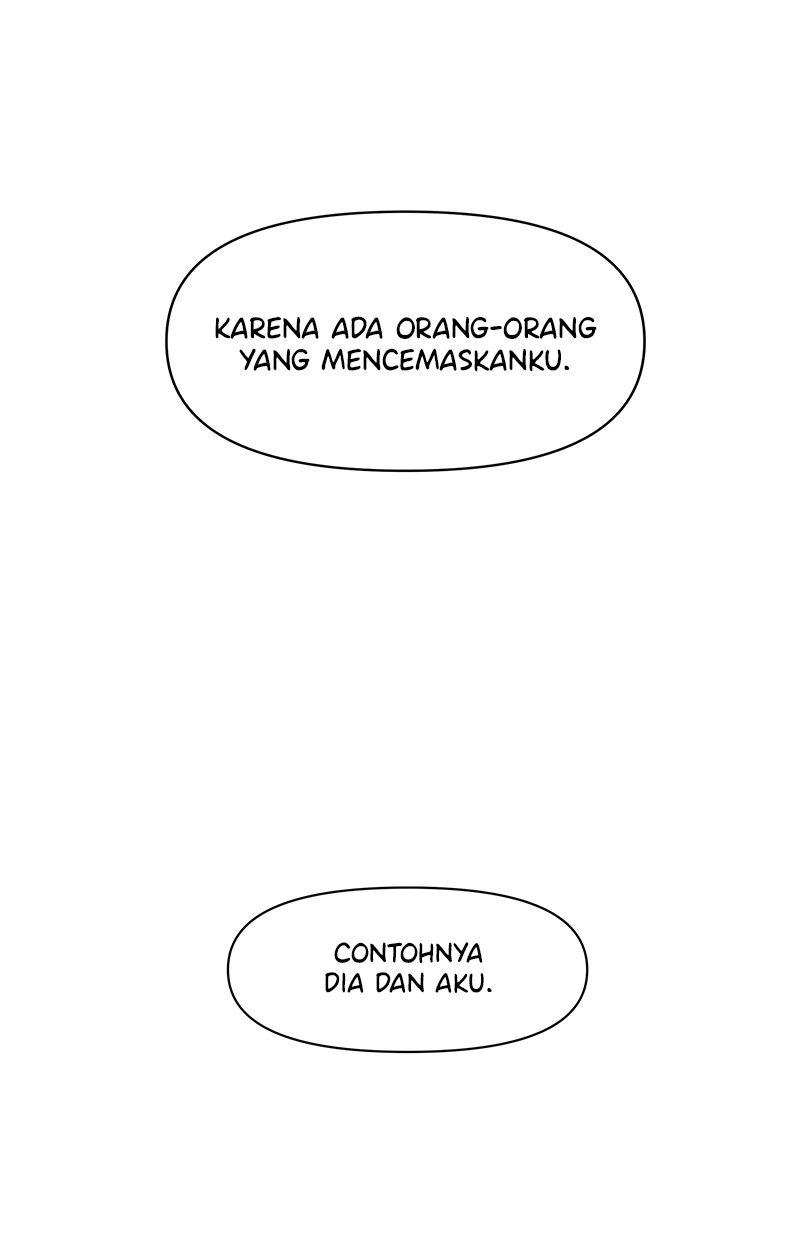 KARENA ADA ORANG-ORANG
YANG MENCEMASKANKU.
CONTOHNYA
DIA DAN AKU.